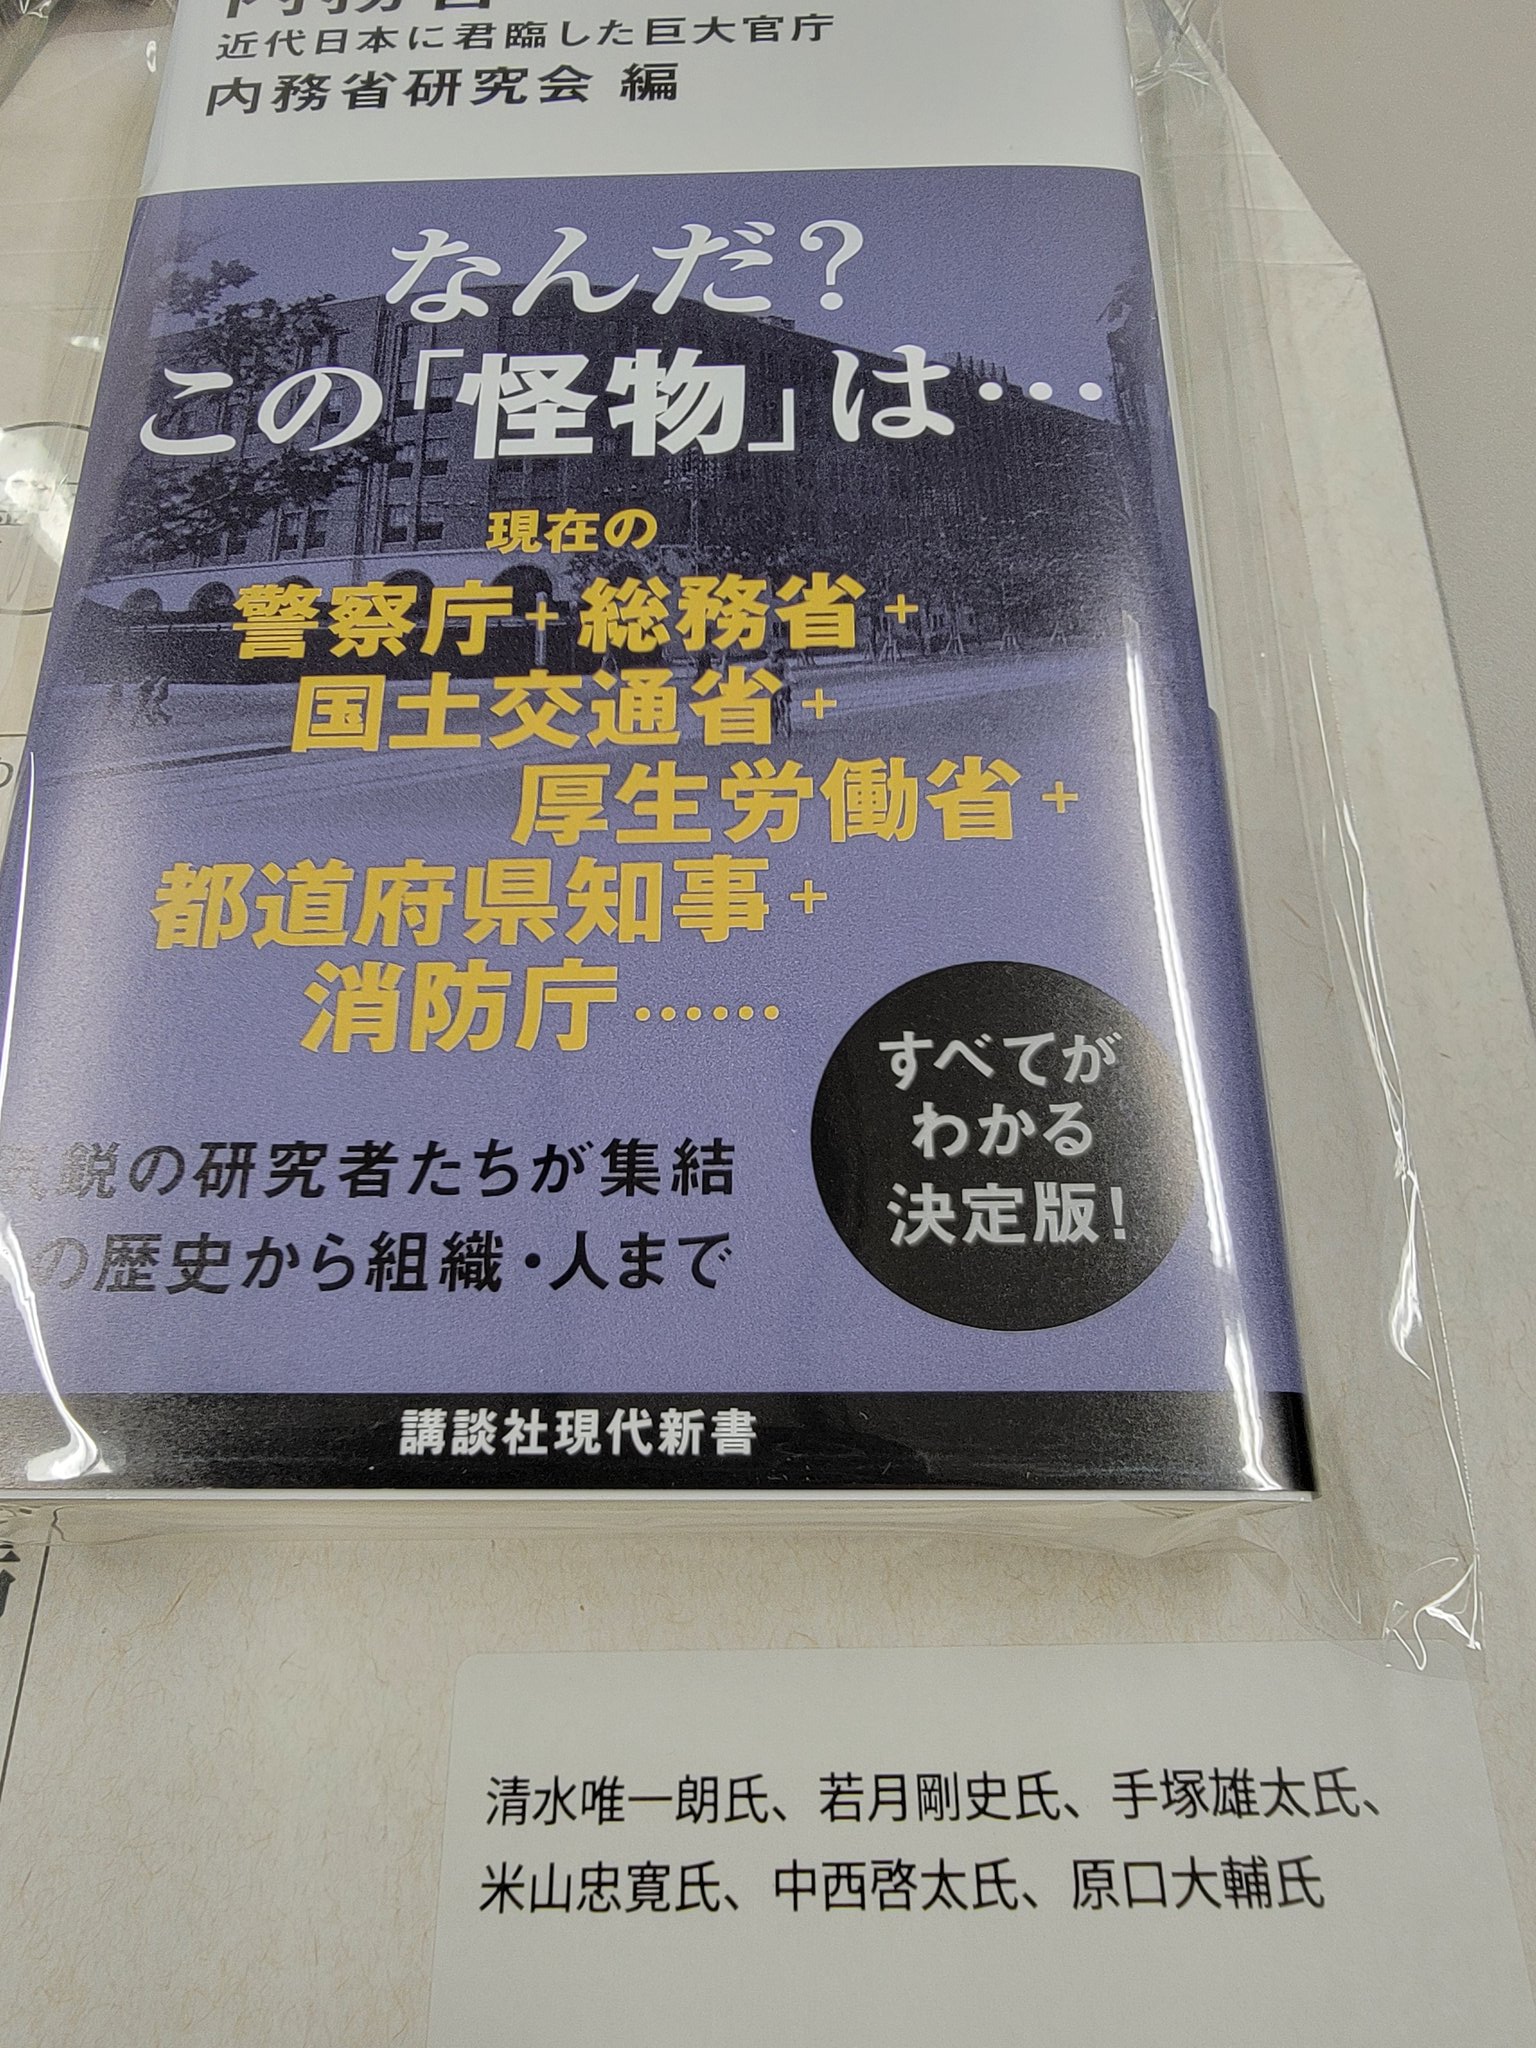 内務省
近代日本に君臨した巨大官庁
内務省研究会 編
なんだ？
この「怪物」は…
現在の
警察庁+総務省+
国土交通省+
厚生労働省+
都道府県知事+
消防庁……
鋭の研究者たちが集結
の歴史から組織・人まで
すべてが
わかる
決定版!
講談社現代新書
清水唯一朗氏、若月剛史氏、手塚雄太氏、
米山忠寛氏、中西啓太氏、原口大輔氏